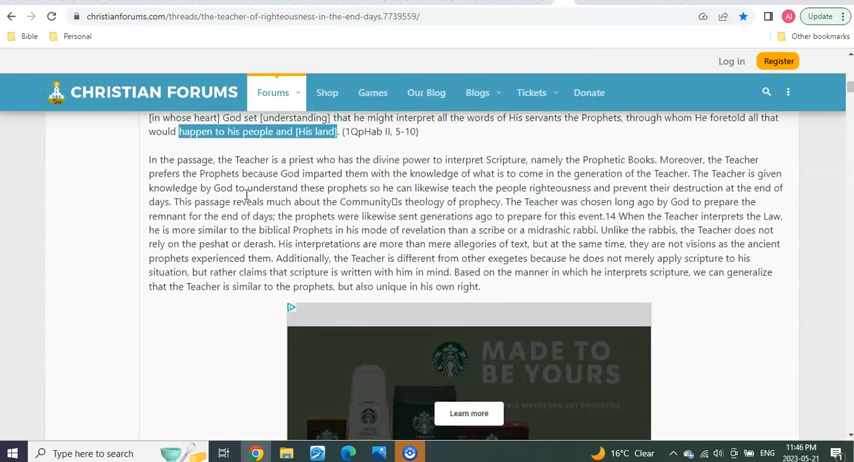 christianforums.com/threads/the-teacher-of-righteousness-in-the-end-days.7739559/
AI
Update
Bible
Personal
Other bookmarks
Log in
Register
CHRISTIAN FORUMS
Forums
Shop
Games
Our Blog
Blogs
Tickets
Donate
[in whose heart] God set [understanding] that he might interpret all the words of His servants the Prophets, through whom He foretold all that
would happen to his people and [His land]. (1QpHab II, 5-10)
In the passage, the Teacher is a priest who has the divine power to interpret Scripture, namely the Prophetic Books. Moreover, the Teacher
prefers the Prophets because God imparted them with the knowledge of what is to come in the generation of the Teacher. The Teacher is given
knowledge by God to understand these prophets so he can likewise teach the people righteousness and prevent their destruction at the end of
days. This passage reveals much about the Community□s theology of prophecy. The Teacher was chosen long ago by God to prepare the
remnant for the end of days; the prophets were likewise sent generations ago to prepare for this event.14 When the Teacher interprets the Law,
he is more similar to the biblical Prophets in his mode of revelation than a scribe or a midrashic rabbi. Unlike the rabbis, the Teacher does not
rely on the peshat or derash. His interpretations are more than mere allegories of text, but at the same time, they are not visions as the ancient
prophets experienced them. Additionally, the Teacher is different from other exegetes because he does not merely apply scripture to his
situation, but rather claims that scripture is written with him in mind. Based on the manner in which he interprets scripture, we can generalize
that the Teacher is similar to the prophets, but also unique in his own right.
MADE TO
BE YOURS
Learn more
Type here to search
16°C Clear
ENG
11:46 PM
2023-05-21